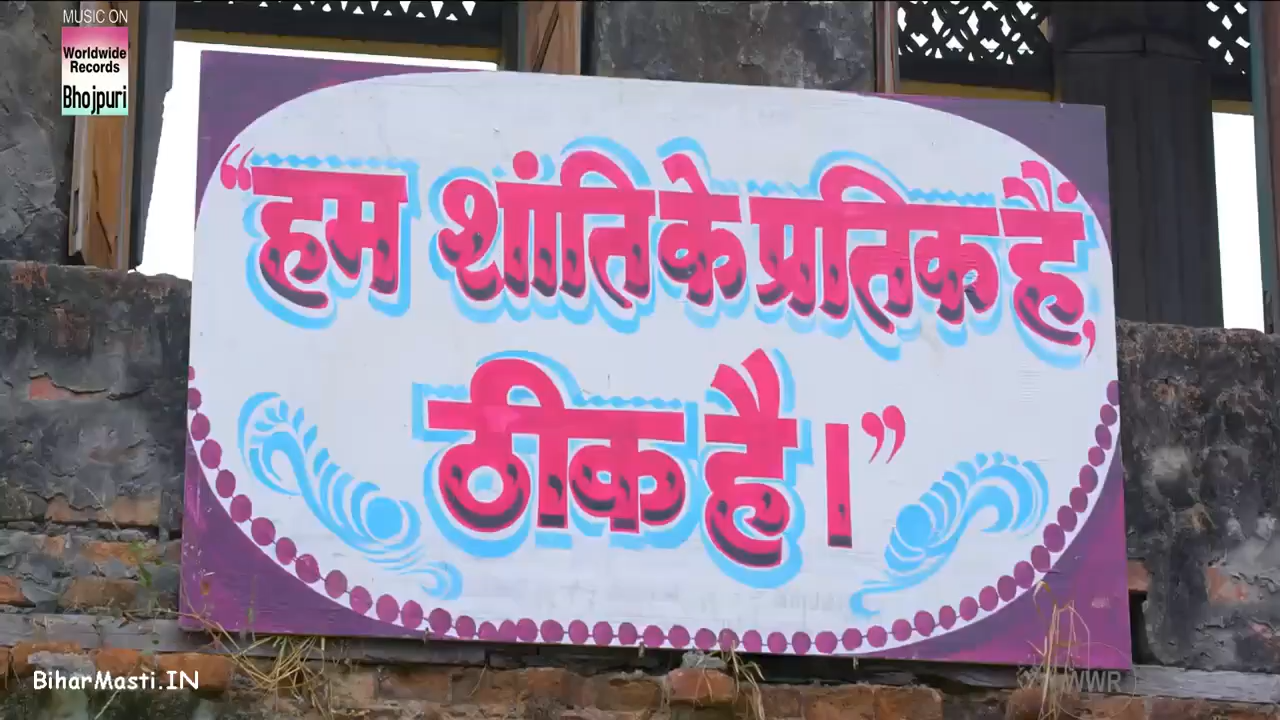 MUSIC ON
Worldwide
Records
Bhojpuri
“हम शांति के प्रतिक हैं,
ठीक है।”
BiharMasti.IN
WWR